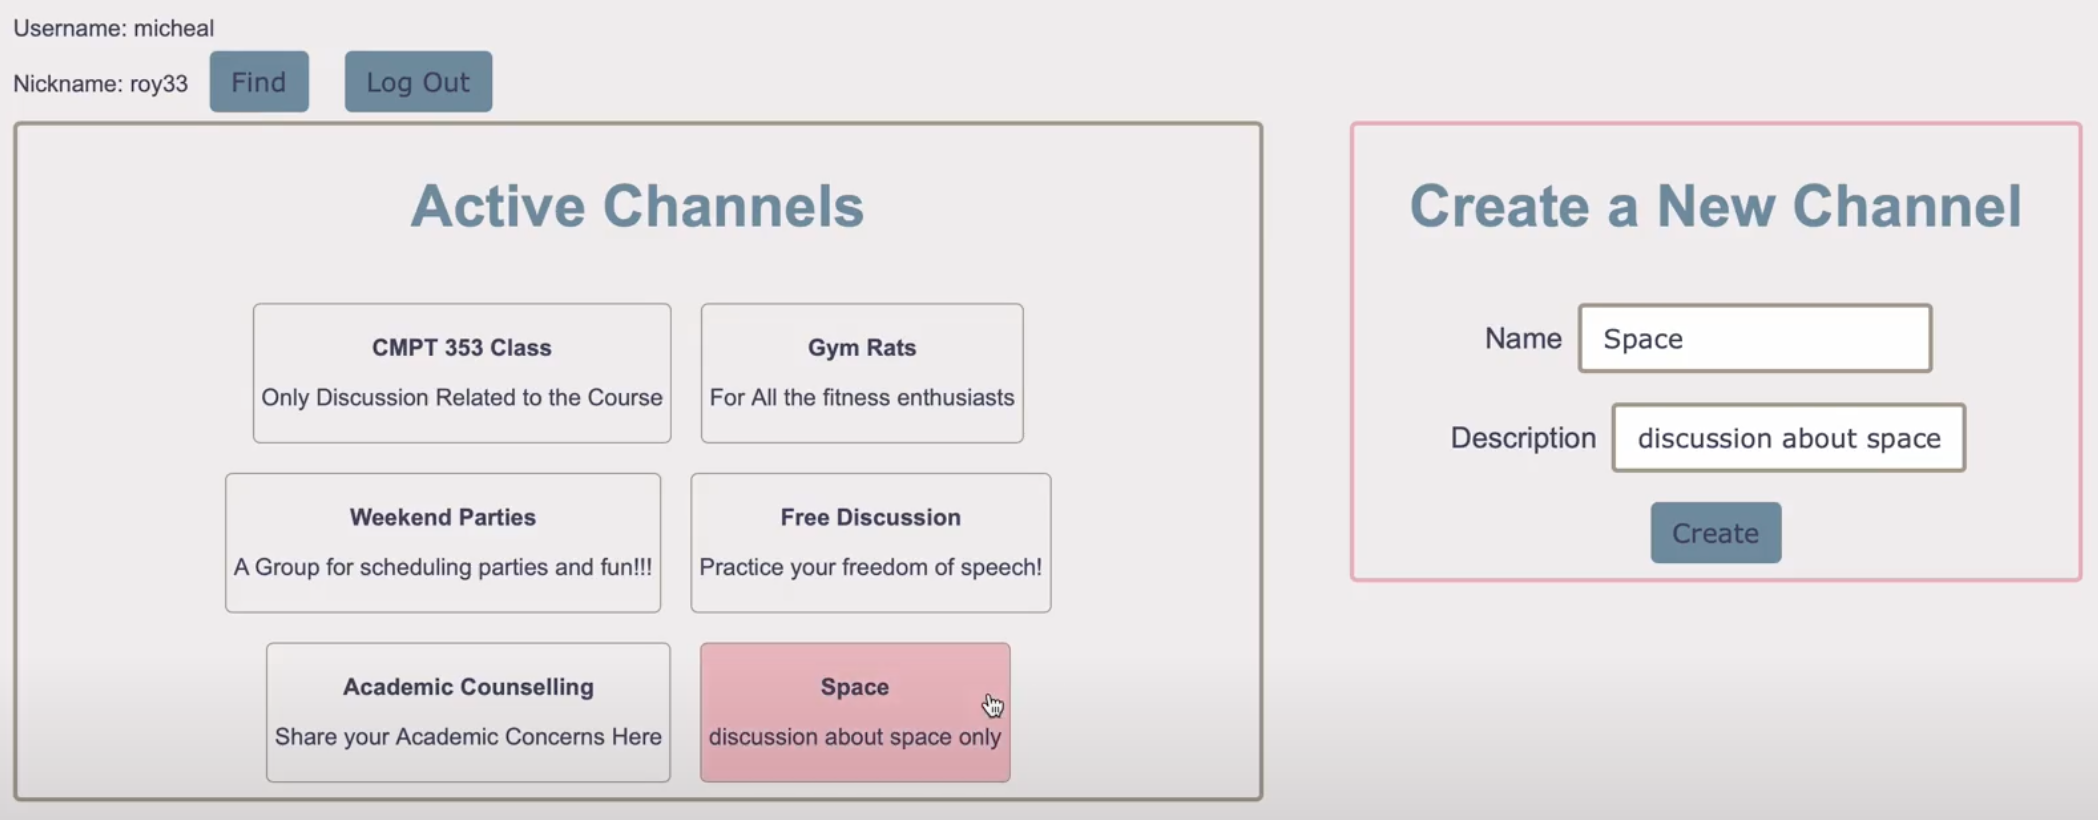 Username: micheal
Nickname: roy33 Find Log Out
Active Channels
CMPT 353 Class
Only Discussion Related to the Course
Gym Rats
For All the fitness enthusiasts
Weekend Parties
A Group for scheduling parties and fun!!!
Free Discussion
Practice your freedom of speech!
Academic Counselling
Share your Academic Concerns Here
Space
discussion about space only
Create a New Channel
Name Space
Description discussion about space
Create